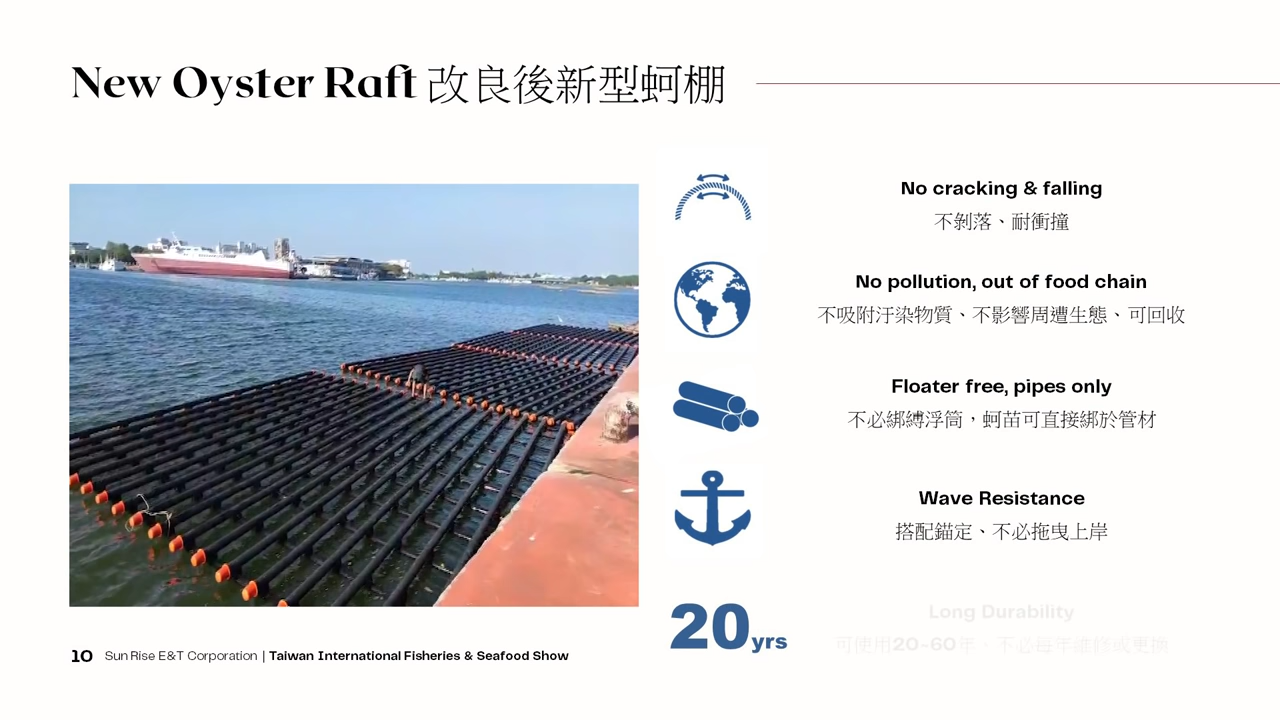 New Oyster Raft 改良後新型蚵棚
No cracking & falling
不剝落、耐衝撞
No pollution, out of food chain
不吸附汙染物質、不影響周遭生態、可回收
Floater free, pipes only
不必綁縛浮筒，蚵苗可直接綁於管材
Wave Resistance
搭配錨定、不必拖曳上岸
20yrs
Long Durability
可使用20-60年、不必每年維修或更換
10 Sun Rise E&T Corporation | Taiwan International Fisheries & Seafood Show